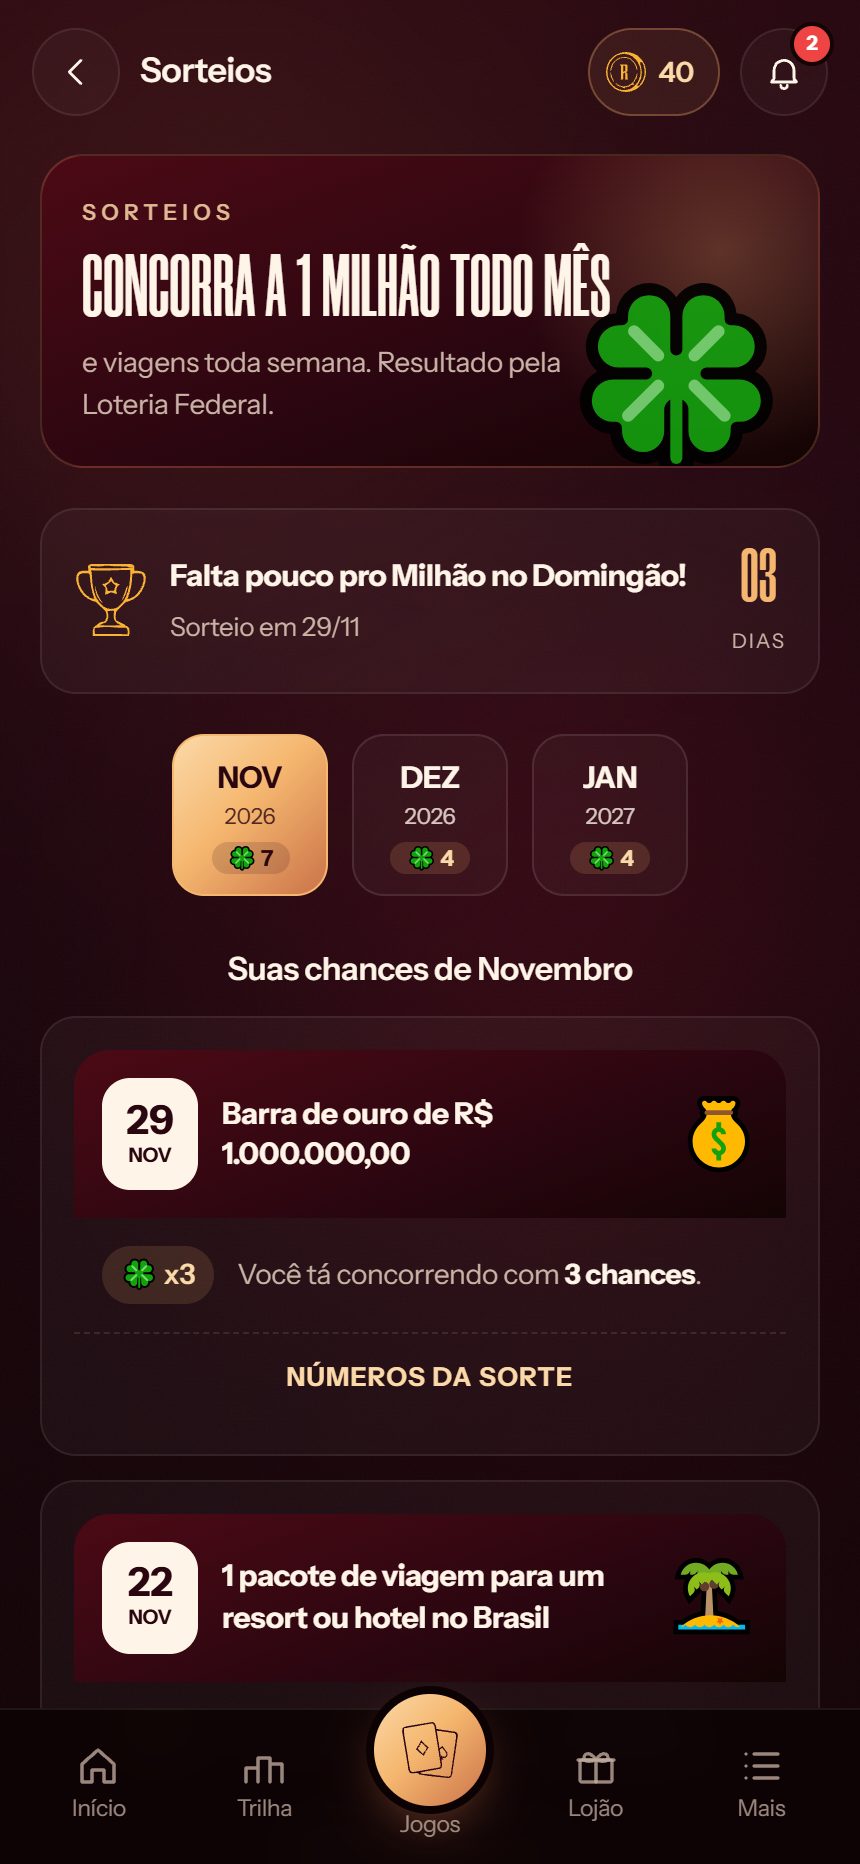 Sorteios
40
2
SORTEIOS
CONCORRA A 1 MILHÃO TODO MÊS
e viagens toda semana. Resultado pela
Loteria Federal.
Falta pouco pro Milhão no Domingão!
Sorteio em 29/11
03
DIAS
NOV
2026
7
DEZ
2026
4
JAN
2027
4
Suas chances de Novembro
29
NOV
Barra de ouro de R$
1.000.000,00
x3
Você tá concorrendo com 3 chances.
NÚMEROS DA SORTE
22
NOV
1 pacote de viagem para um
resort ou hotel no Brasil
Início
Trilha
Jogos
Lojão
Mais